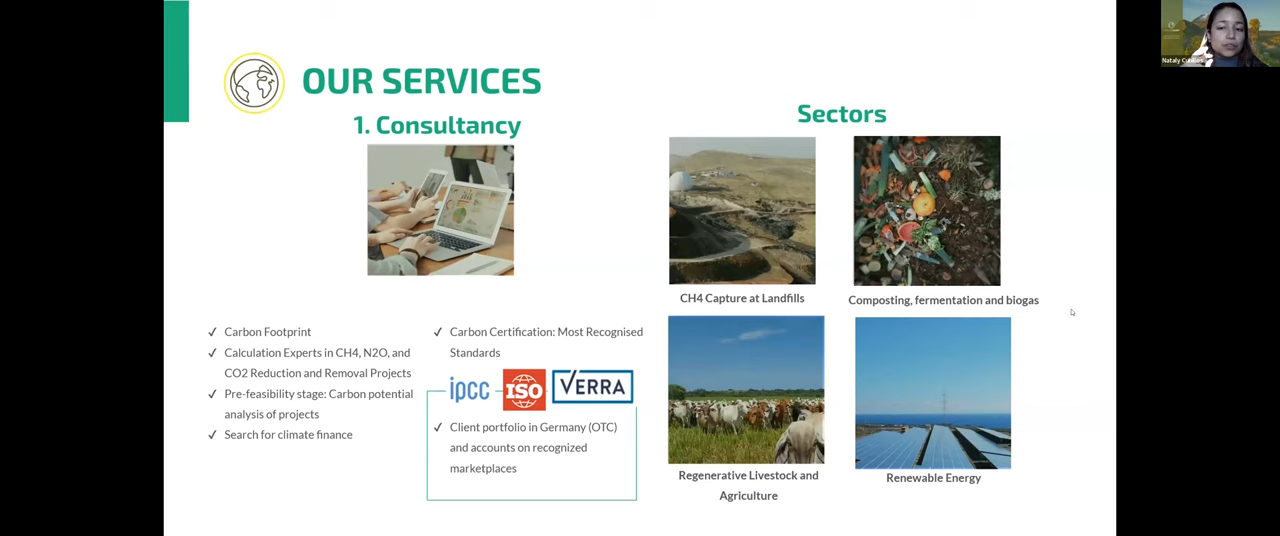 OUR SERVICES
1. Consultancy
✓ Carbon Footprint
✓ Calculation Experts in CH4, N2O, and
CO2 Reduction and Removal Projects
✓ Pre-feasibility stage: Carbon potential
analysis of projects
✓ Search for climate finance
✓ Carbon Certification: Most Recognised
Standards
ipcc
ISO
VERRA
✓ Client portfolio in Germany (OTC)
and accounts on recognized
marketplaces
Sectors
CH4 Capture at Landfills
Composting, fermentation and biogas
Regenerative Livestock and
Agriculture
Renewable Energy
Nataly